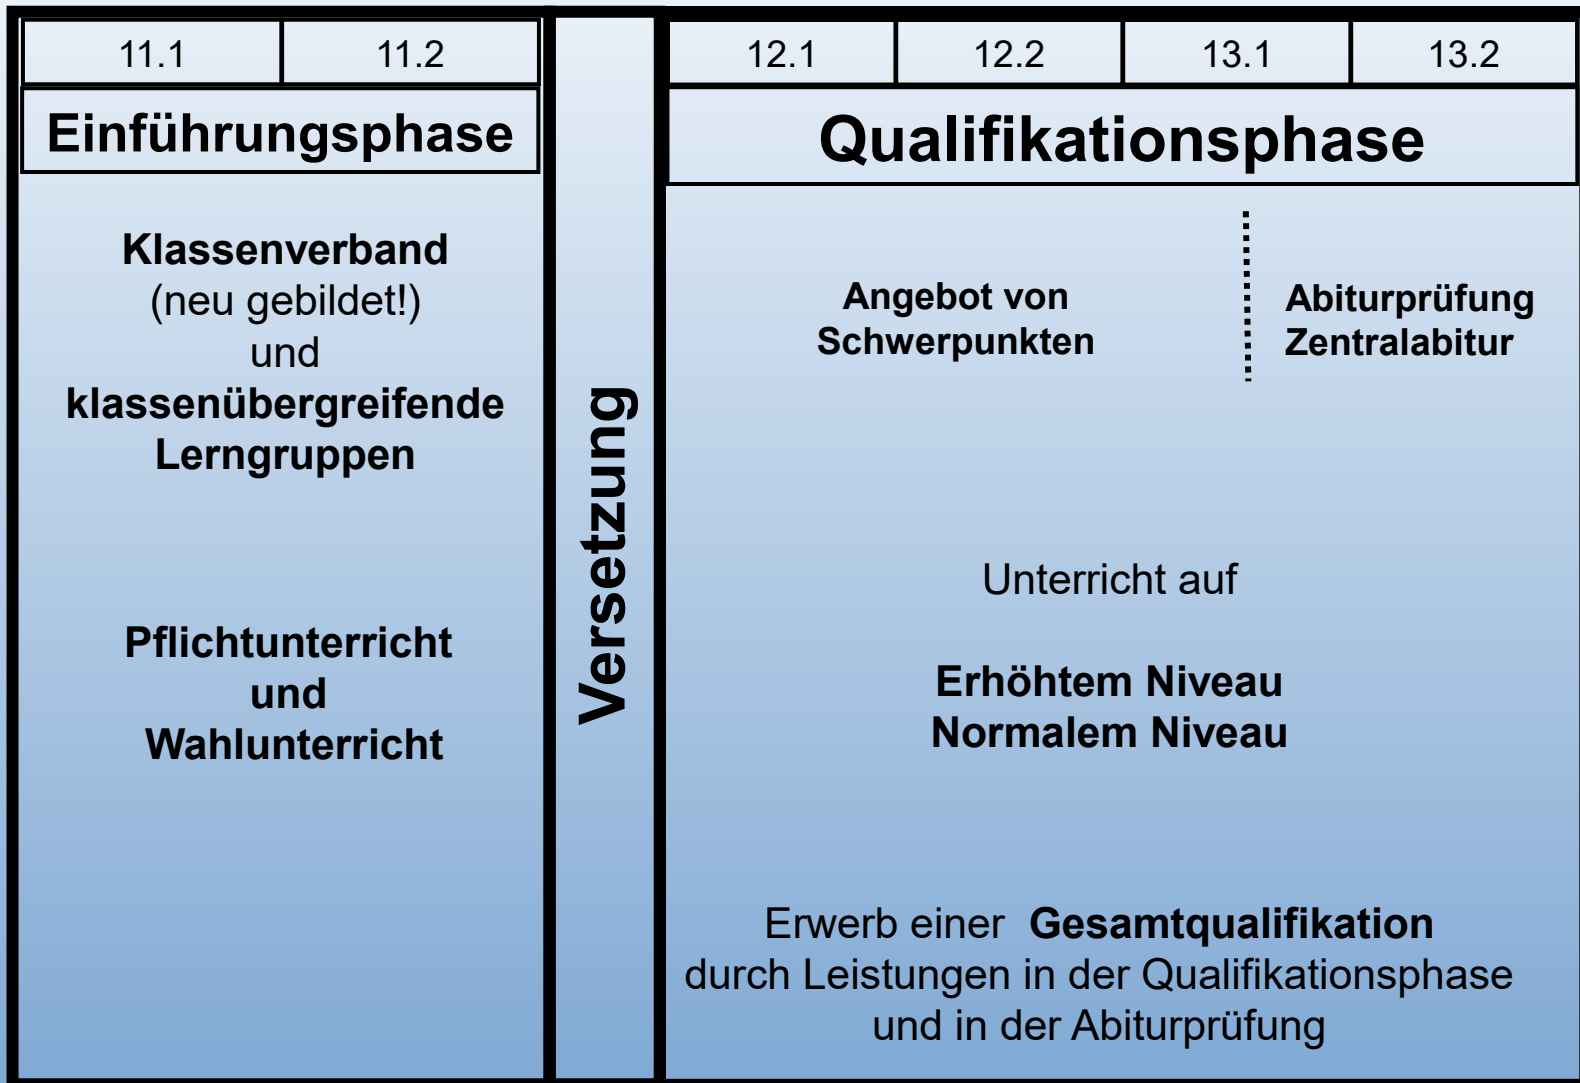 11.1
11.2
Einführungsphase
Klassenverband
(neu gebildet!)
und
klassenübergreifende
Lerngruppen
Pflichtunterricht
und
Wahlunterricht
Versetzung
12.1
12.2
13.1
13.2
Qualifikationsphase
Angebot von
Schwerpunkten
Abiturprüfung
Zentralabitur
Unterricht auf
Erhöhtem Niveau
Normalem Niveau
Erwerb einer Gesamtqualifikation
durch Leistungen in der Qualifikationsphase
und in der Abiturprüfung